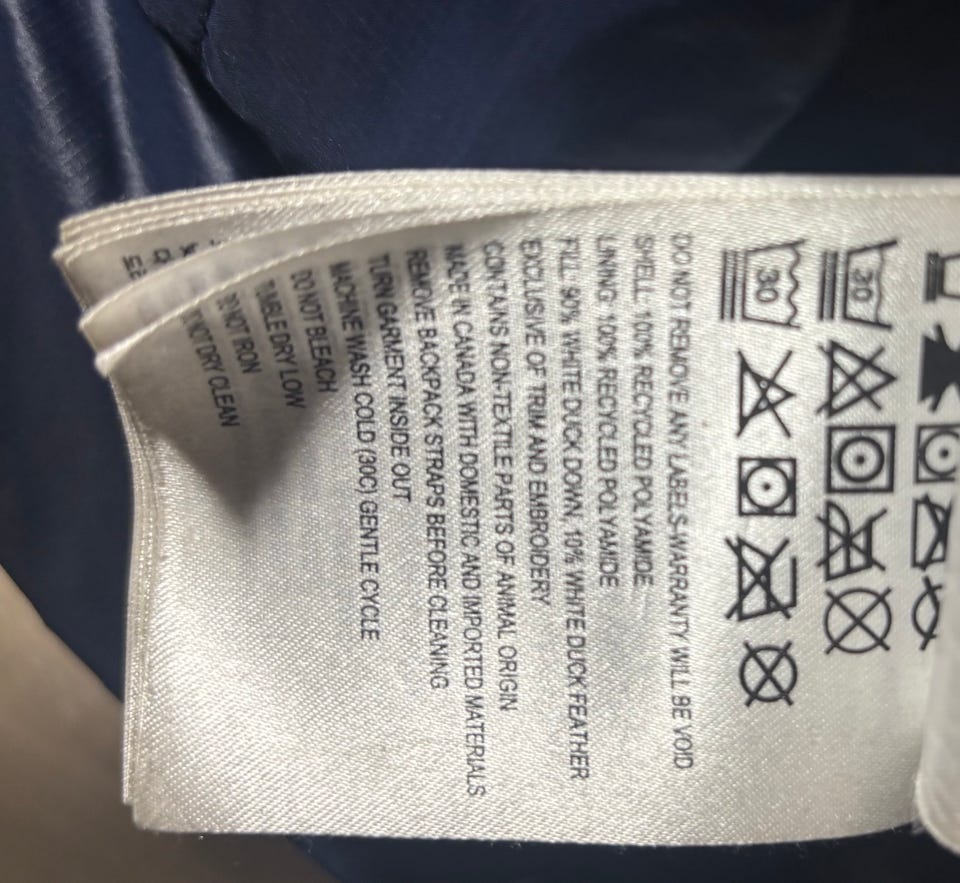 30
30
DO NOT REMOVE ANY LABELS-WARRANTY WILL BE VOID
SHELL: 100% RECYCLED POLYAMIDE
LINING: 100% RECYCLED POLYAMIDE
FILL: 90% WHITE DUCK DOWN, 10% WHITE DUCK FEATHER
EXCLUSIVE OF TRIM AND EMBROIDERY
CONTAINS NON-TEXTILE PARTS OF ANIMAL ORIGIN
MADE IN CANADA WITH DOMESTIC AND IMPORTED MATERIALS
REMOVE BACKPACK STRAPS BEFORE CLEANING
TURN GARMENT INSIDE OUT
MACHINE WASH COLD (30C) GENTLE CYCLE
DO NOT BLEACH
TUMBLE DRY LOW
DO NOT IRON
DO NOT DRY CLEAN